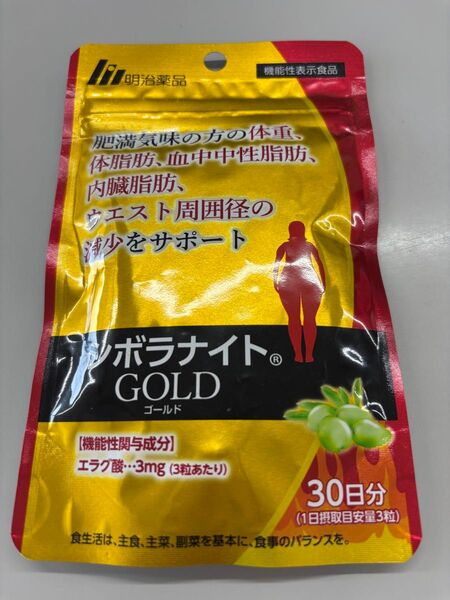 明治薬品
機能性表示食品
肥満気味の方の体重、
体脂肪、血中中性脂肪、
内臓脂肪、
ウエスト周囲径の
減少をサポート
シボラナイト®
GOLD
ゴールド
【機能性関与成分】
エラグ酸…3mg (3粒あたり)
30日分
(1日摂取目安量3粒)
食生活は、主食、主菜、副菜を基本に、食事のバランスを。